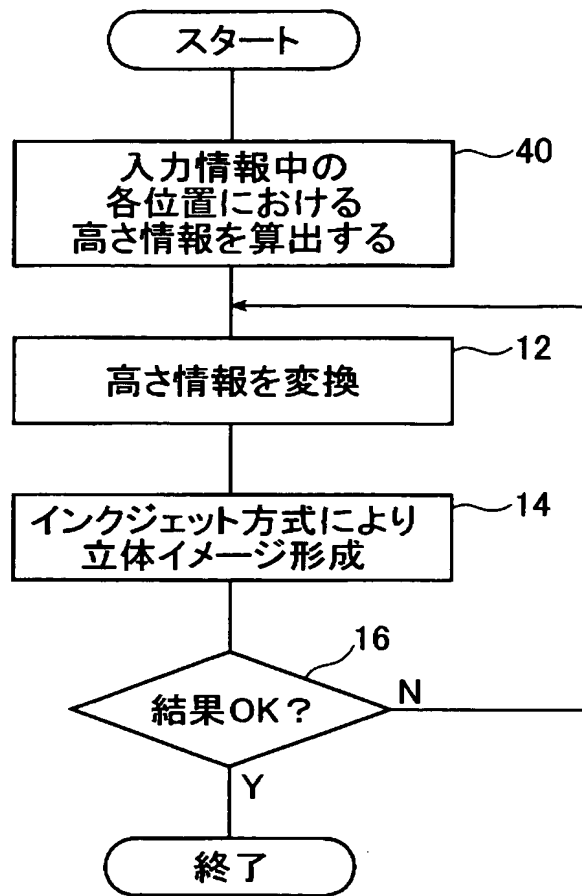 スタート
入力情報中の
各位置における
高さ情報を算出する
40
高さ情報を変換
12
インクジェット方式により
立体イメージ形成
14
結果OK?
16
N
Y
終了